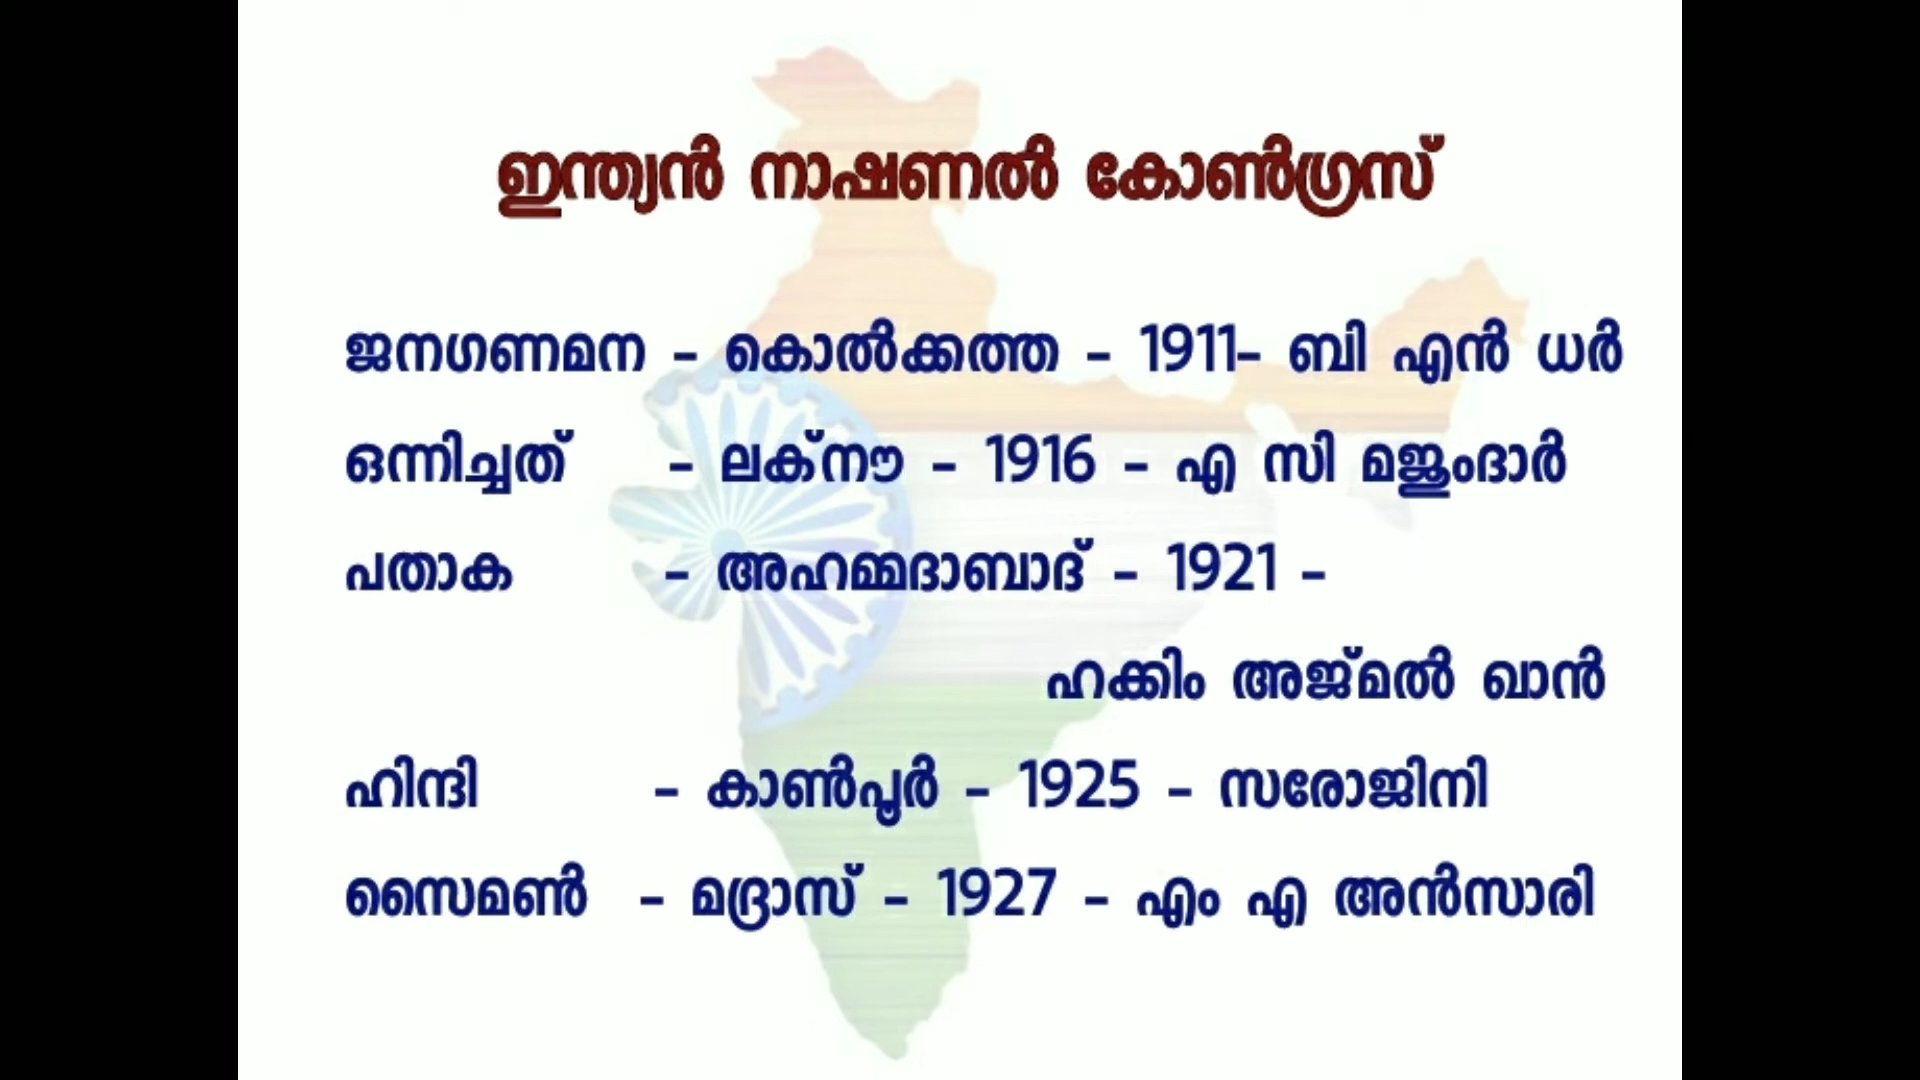 ഇന്ത്യൻ നാഷണൽ കോൺഗ്രസ്
ജനഗണമന – കൊൽക്കത്ത – 1911– ബി എൻ ധർ
ഒന്നിച്ചത് – ലക്നൗ – 1916 – എ സി മജുംദാർ
പതാക – അഹമ്മദാബാദ് – 1921 –
ഹക്കിം അജ്മൽ ഖാൻ
ഹിന്ദി – കാൺപൂർ – 1925 – സരോജിനി
സൈമൺ – മദ്രാസ് – 1927 – എം എ അൻസാരി